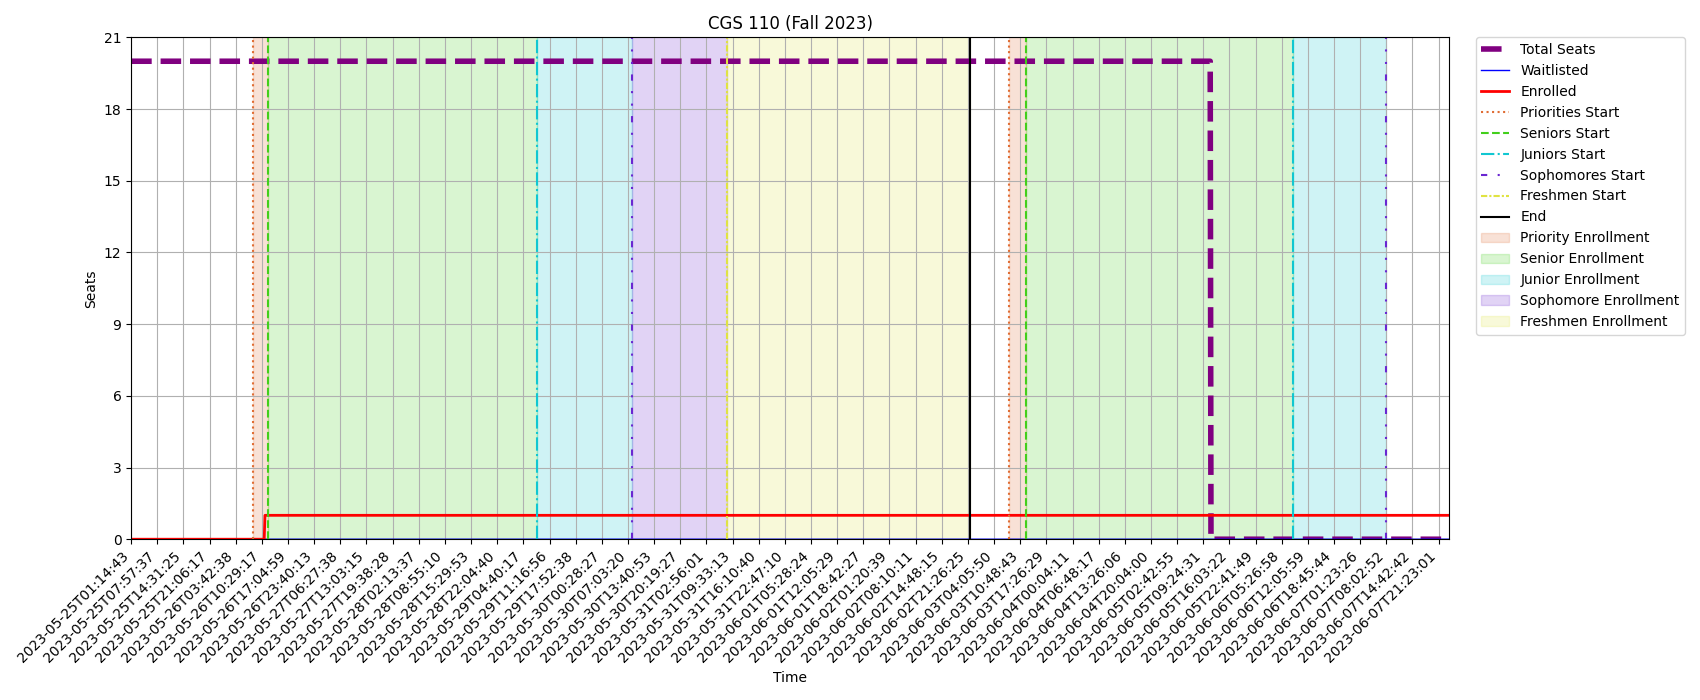 CGS 110 (Fall 2023)
21
18
15
12
9
6
3
0
Seats
2023-05-25T01:14:43
2023-05-25T07:57:37
2023-05-25T14:31:25
2023-05-25T21:06:17
2023-05-26T03:42:38
2023-05-26T10:29:17
2023-05-26T17:04:59
2023-05-26T23:40:13
2023-05-27T06:27:38
2023-05-27T13:03:15
2023-05-27T19:38:28
2023-05-28T02:13:37
2023-05-28T08:55:10
2023-05-28T15:29:53
2023-05-28T22:04:40
2023-05-29T04:40:17
2023-05-29T11:16:56
2023-05-29T17:52:38
2023-05-30T00:28:27
2023-05-30T07:03:20
2023-05-30T13:40:53
2023-05-30T20:19:27
2023-05-31T02:56:01
2023-05-31T09:33:13
2023-05-31T16:10:40
2023-05-31T22:47:10
2023-06-01T05:28:24
2023-06-01T12:05:29
2023-06-01T18:42:27
2023-06-02T01:20:39
2023-06-02T08:10:11
2023-06-02T14:48:15
2023-06-02T21:26:25
2023-06-03T04:05:50
2023-06-03T10:48:43
2023-06-03T17:26:29
2023-06-04T00:04:11
2023-06-04T06:48:17
2023-06-04T13:26:06
2023-06-04T20:04:00
2023-06-05T02:42:55
2023-06-05T09:24:31
2023-06-05T16:03:22
2023-06-05T22:41:49
2023-06-06T05:26:58
2023-06-06T12:05:59
2023-06-06T18:45:44
2023-06-07T01:23:26
2023-06-07T08:02:52
2023-06-07T14:42:42
2023-06-07T21:23:01
Time
Total Seats
Waitlisted
Enrolled
Priorities Start
Seniors Start
Juniors Start
Sophomores Start
Freshmen Start
End
Priority Enrollment
Senior Enrollment
Junior Enrollment
Sophomore Enrollment
Freshmen Enrollment